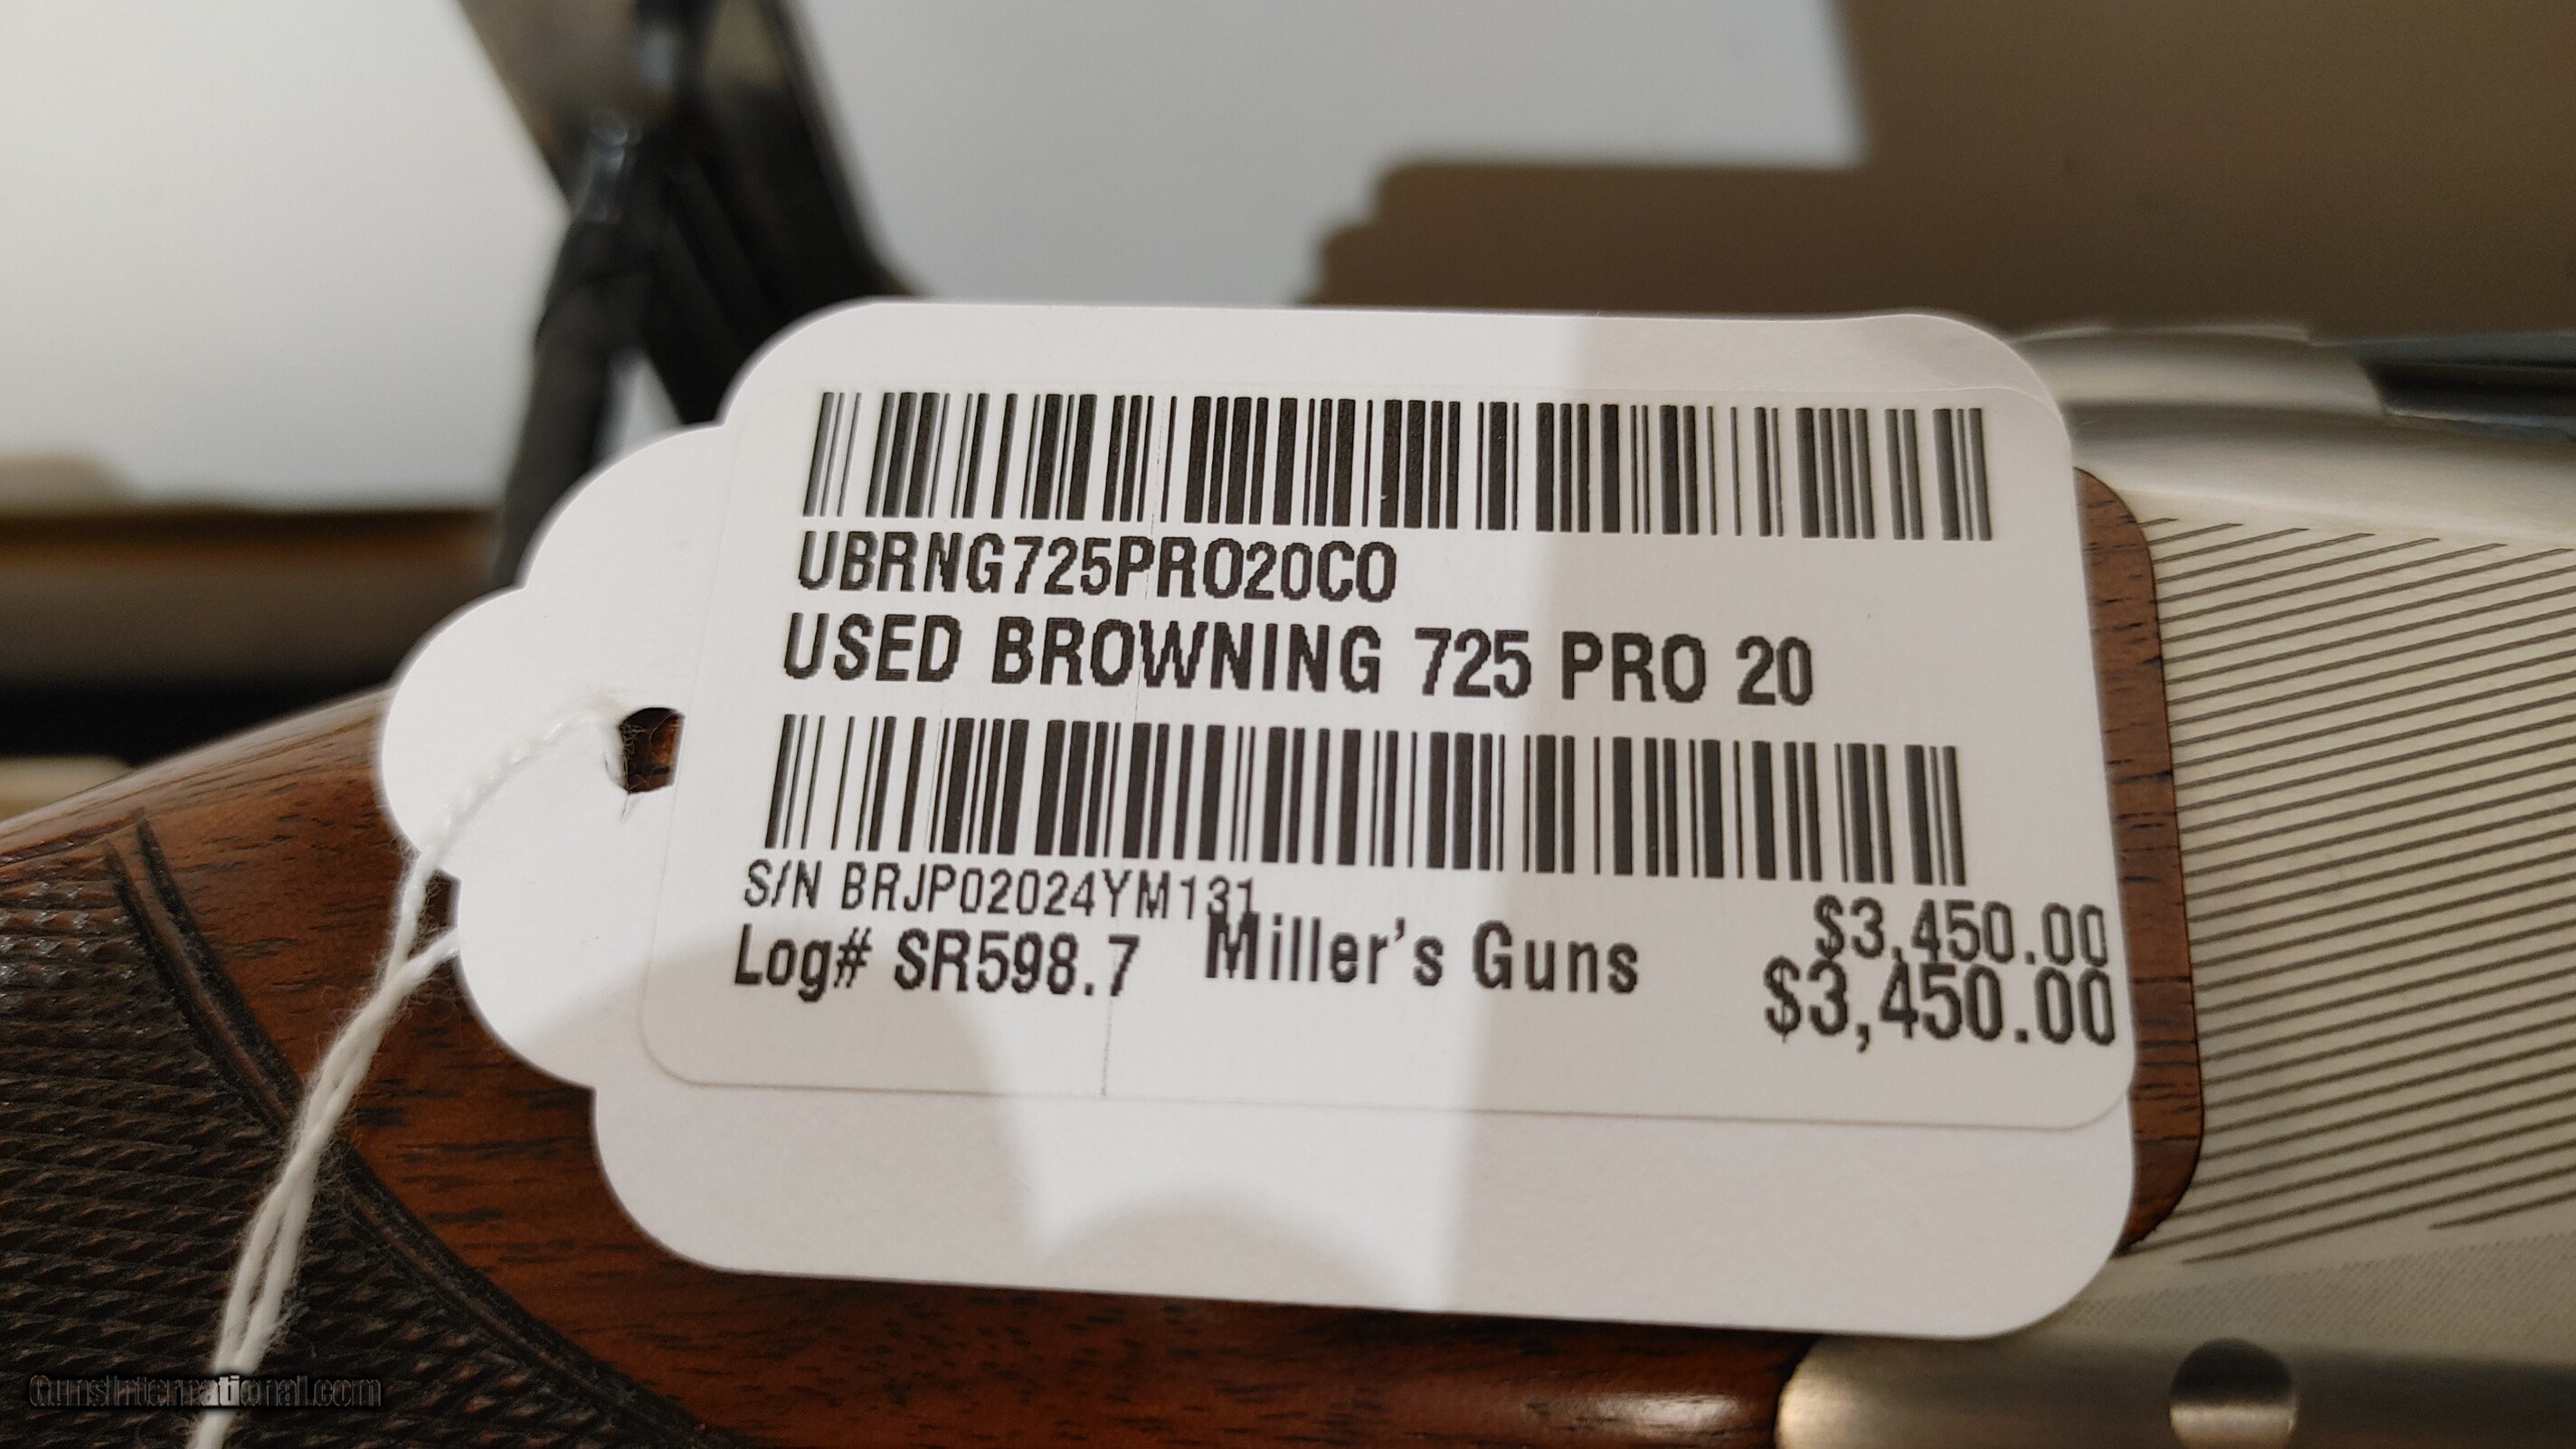 UBRNG725PRO20CO
USED BROWNING 725 PRO 20
S/N BRJP02024YM131
$3,450.00
Log# SR598.7 Miller's Guns
$3,450.00
GunsInternational.com